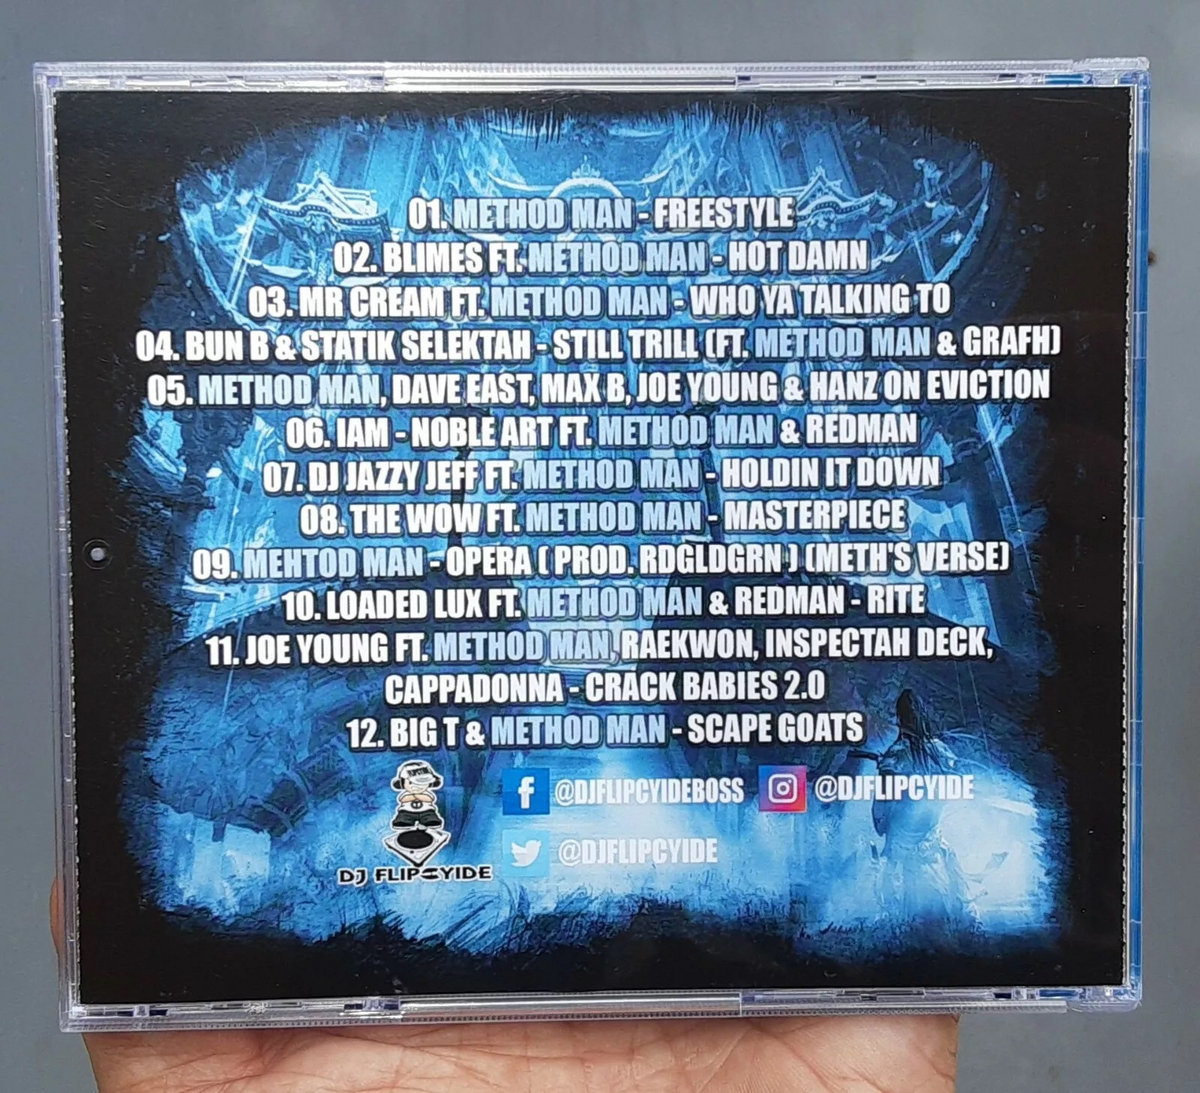 01. METHOD MAN - FREESTYLE
02. BLIMES FT. METHOD MAN - HOT DAMN
03. MR CREAM FT. METHOD MAN - WHO YA TALKING TO
04. BUN B & STATIK SELEKTAH - STILL TRILL (FT. METHOD MAN & GRAFH)
05. METHOD MAN, DAVE EAST, MAX B, JOE YOUNG & HANZ ON EVICTION
06. IAM - NOBLE ART FT. METHOD MAN & REDMAN
07. DJ JAZZY JEFF FT. METHOD MAN - HOLDIN IT DOWN
08. THE WOW FT. METHOD MAN - MASTERPIECE
09. MEHTOD MAN - OPERA ( PROD. RDGLDGRN ) (METH'S VERSE)
10. LOADED LUX FT. METHOD MAN & REDMAN - RITE
11. JOE YOUNG FT. METHOD MAN, RAEKWON, INSPECTAH DECK,
CAPPADONNA - CRACK BABIES 2.0
12. BIG T & METHOD MAN - SCAPE GOATS
@DJFLIPCYIDEBOSS @DJFLIPCYIDE
@DJFLIPCYIDE
DJ FLIPCYIDE